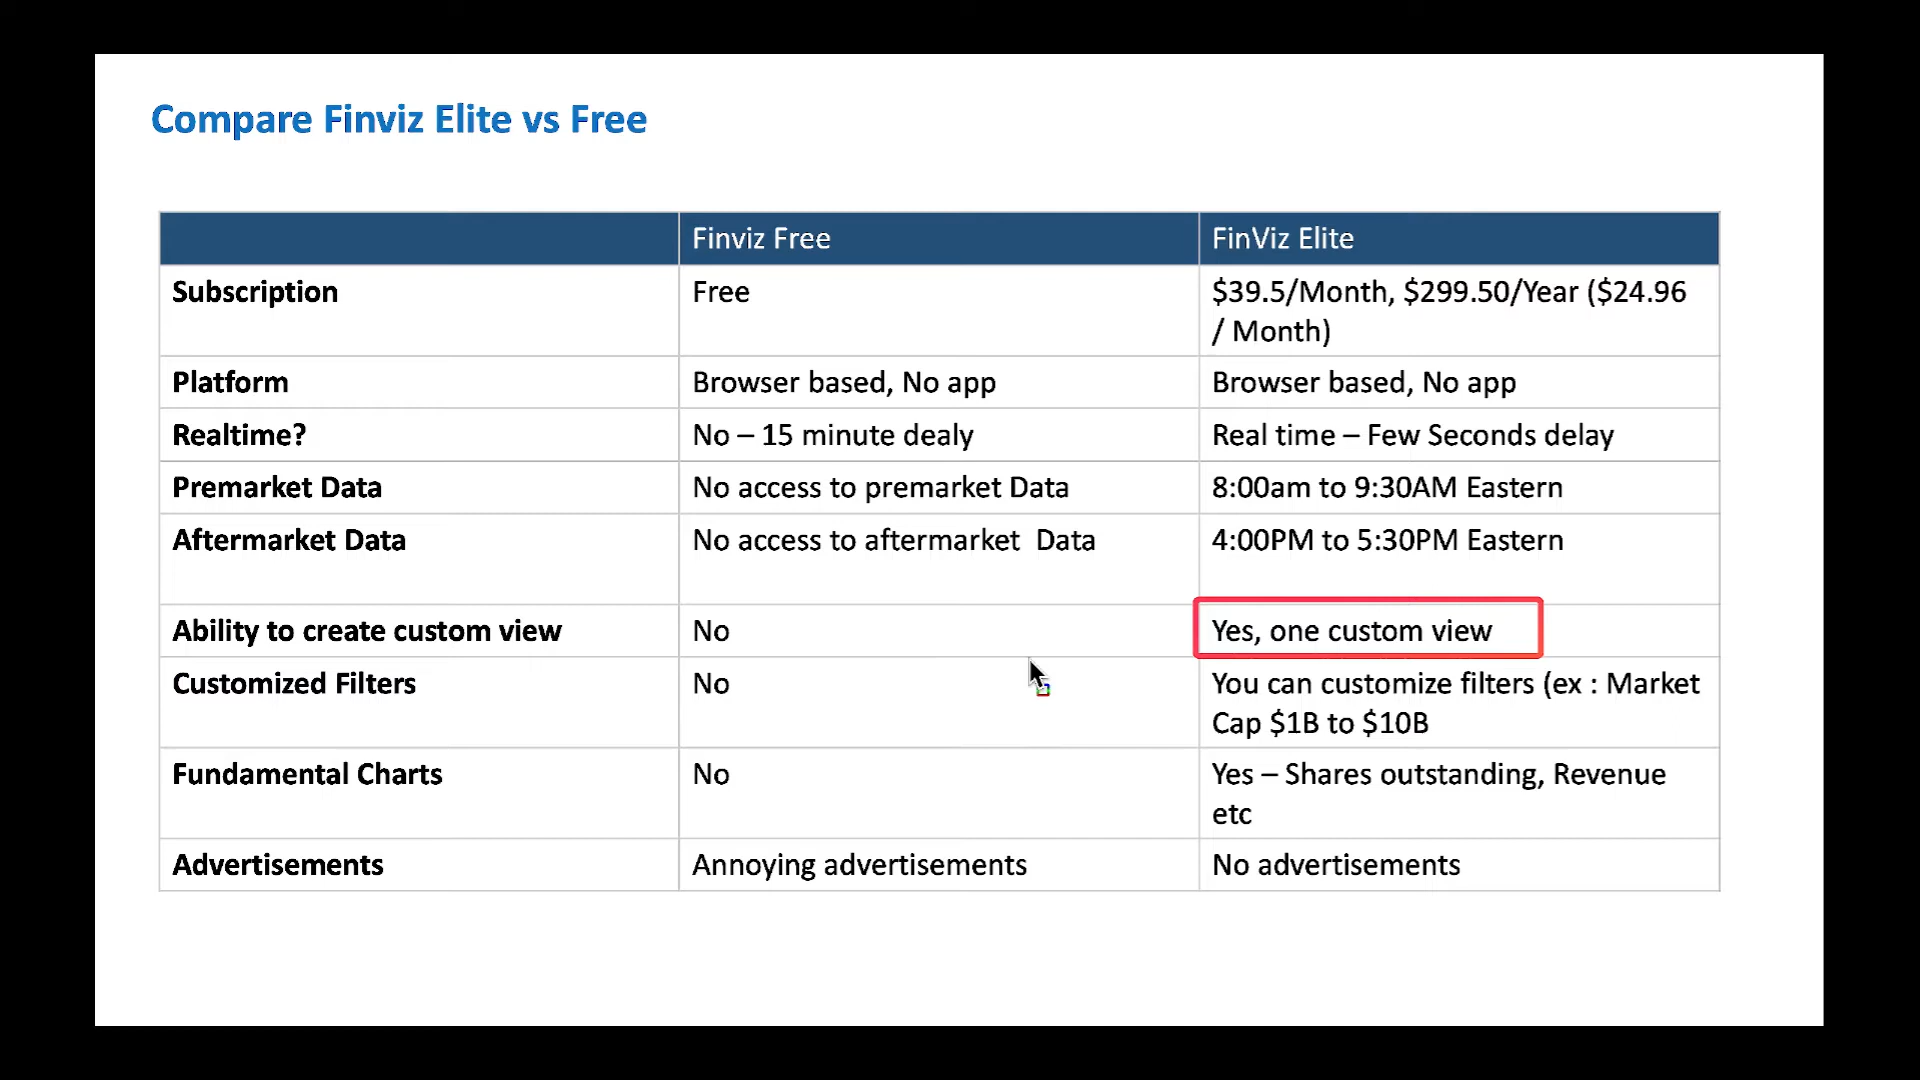 Compare Finviz Elite vs Free
Finviz Free
FinViz Elite
Subscription
Free
$39.5/Month, $299.50/Year ($24.96
/ Month)
Platform
Browser based, No app
Browser based, No app
Realtime?
No – 15 minute dealy
Real time – Few Seconds delay
Premarket Data
No access to premarket Data
8:00am to 9:30AM Eastern
Aftermarket Data
No access to aftermarket  Data
4:00PM to 5:30PM Eastern
Ability to create custom view
No
Yes, one custom view
Customized Filters
No
You can customize filters (ex : Market
Cap $1B to $10B
Fundamental Charts
No
Yes – Shares outstanding, Revenue
etc
Advertisements
Annoying advertisements
No advertisements